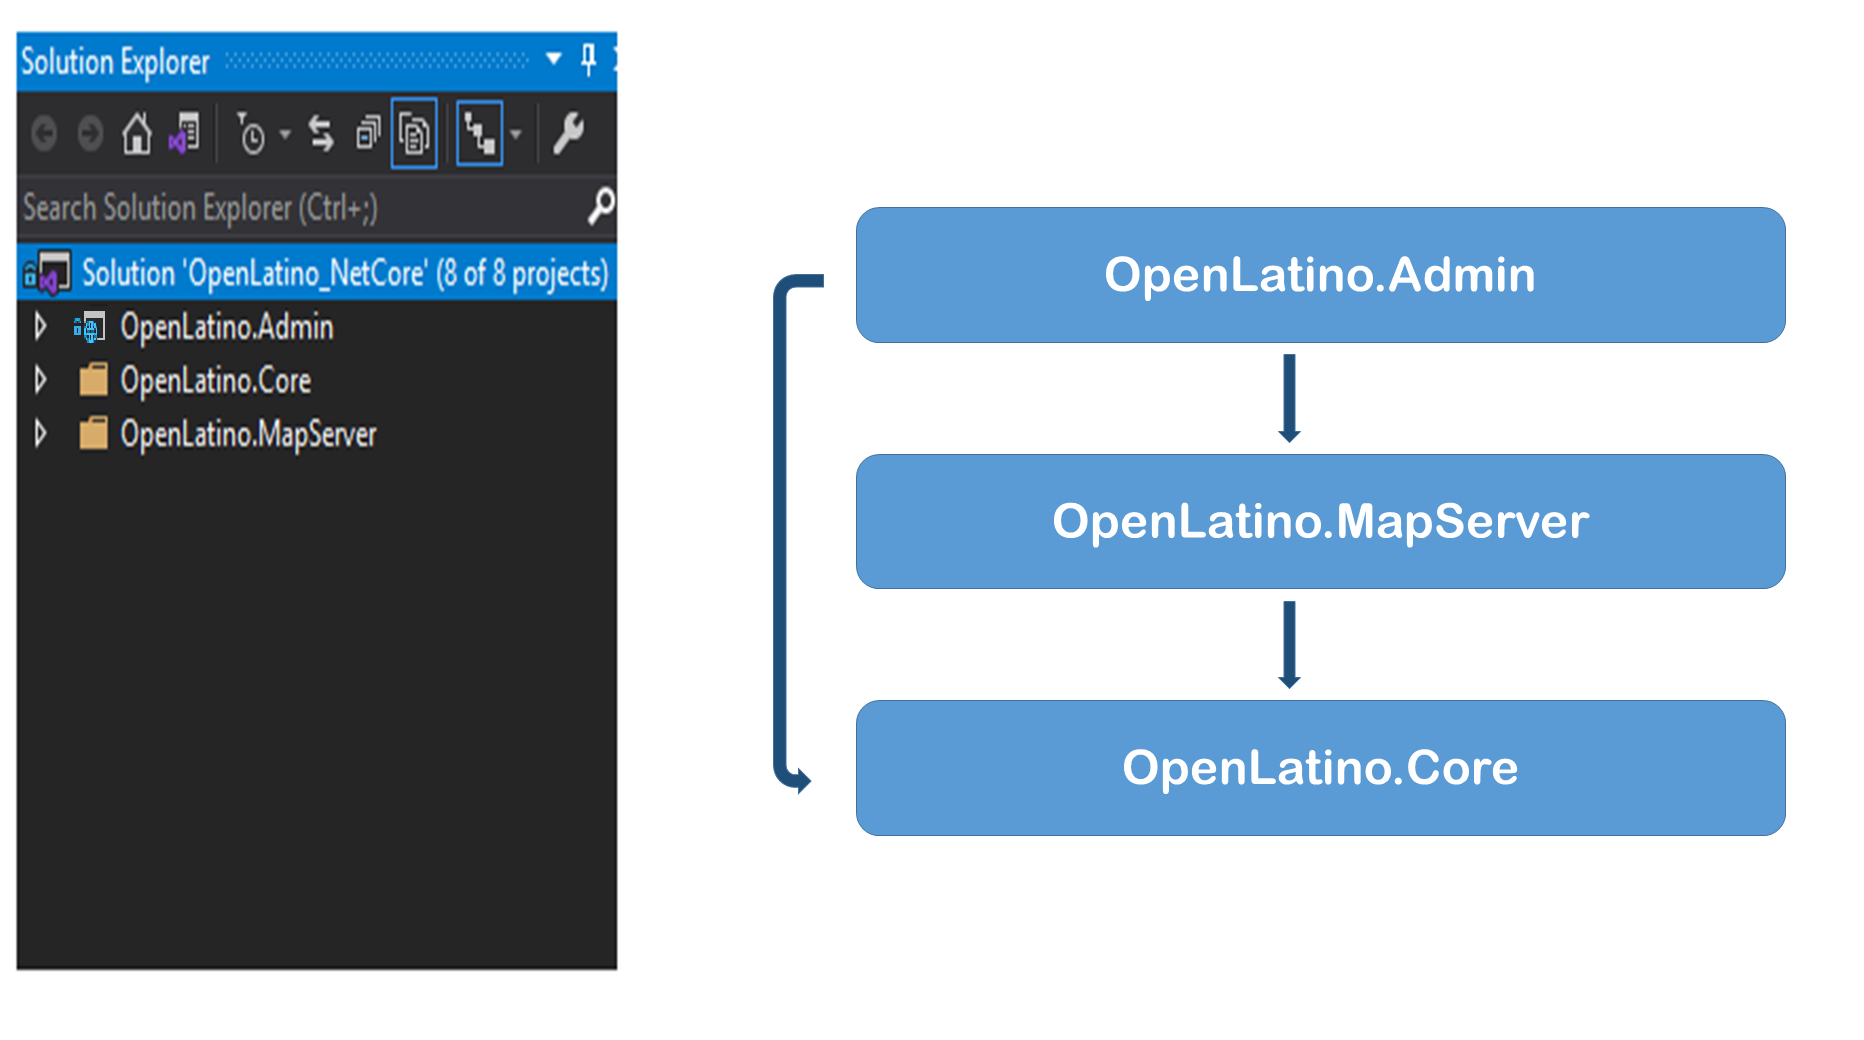 Solution Explorer
Search Solution Explorer (Ctrl+;)
Solution 'OpenLatino_NetCore' (8 of 8 projects)
OpenLatino.Admin
OpenLatino.Core
OpenLatino.MapServer
OpenLatino.Admin
OpenLatino.MapServer
OpenLatino.Core